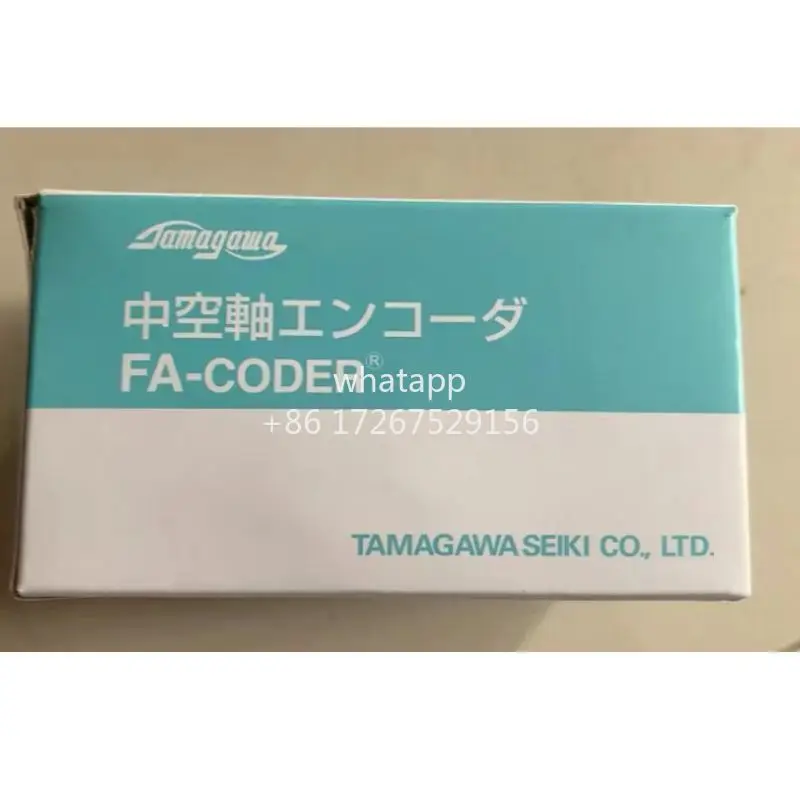 Tamagawa
中空軸エンコーダ
FA-CODER®
whatapp
+86 17267529156
TAMAGAWA SEIKI CO., LTD.